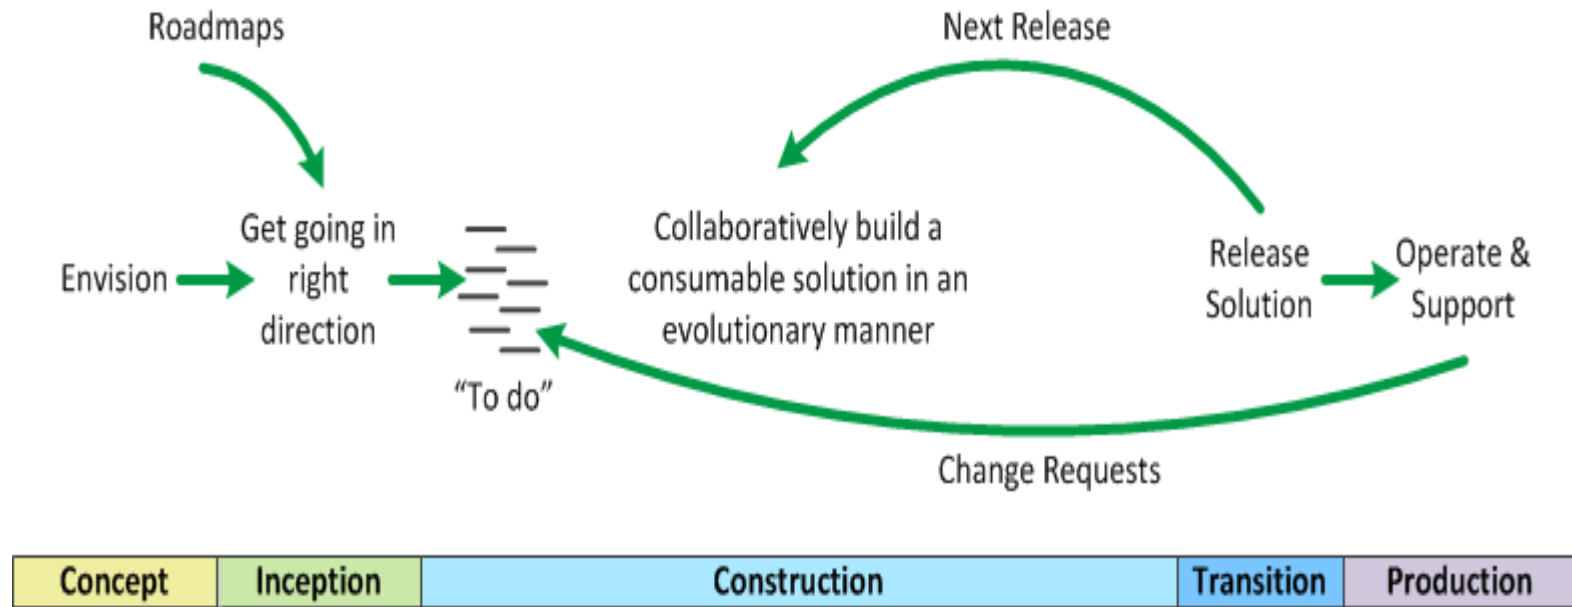 Roadmaps
Next Release
Envision
Get going in
right
direction
“To do”
Collaboratively build a
consumable solution in an
evolutionary manner
Release
Solution
Operate &
Support
Change Requests
Concept
Inception
Construction
Transition
Production